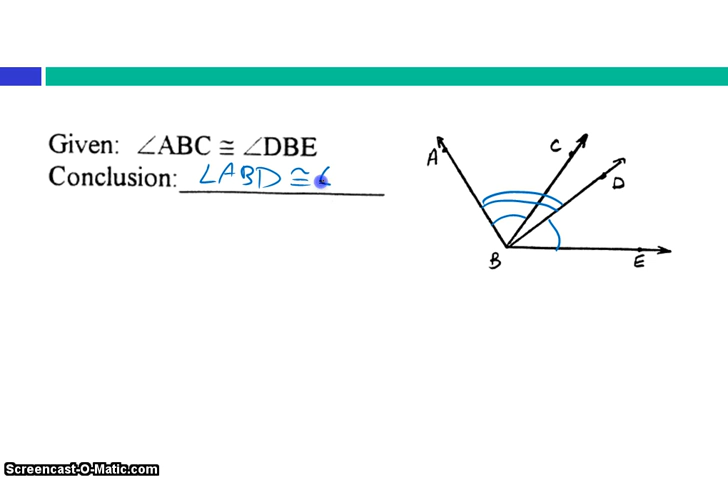 Given: ∠ABC ≅ ∠DBE
Conclusion: ∠ABD ≅ ∠
A
C
D
B
E
Screencast-O-Matic.com